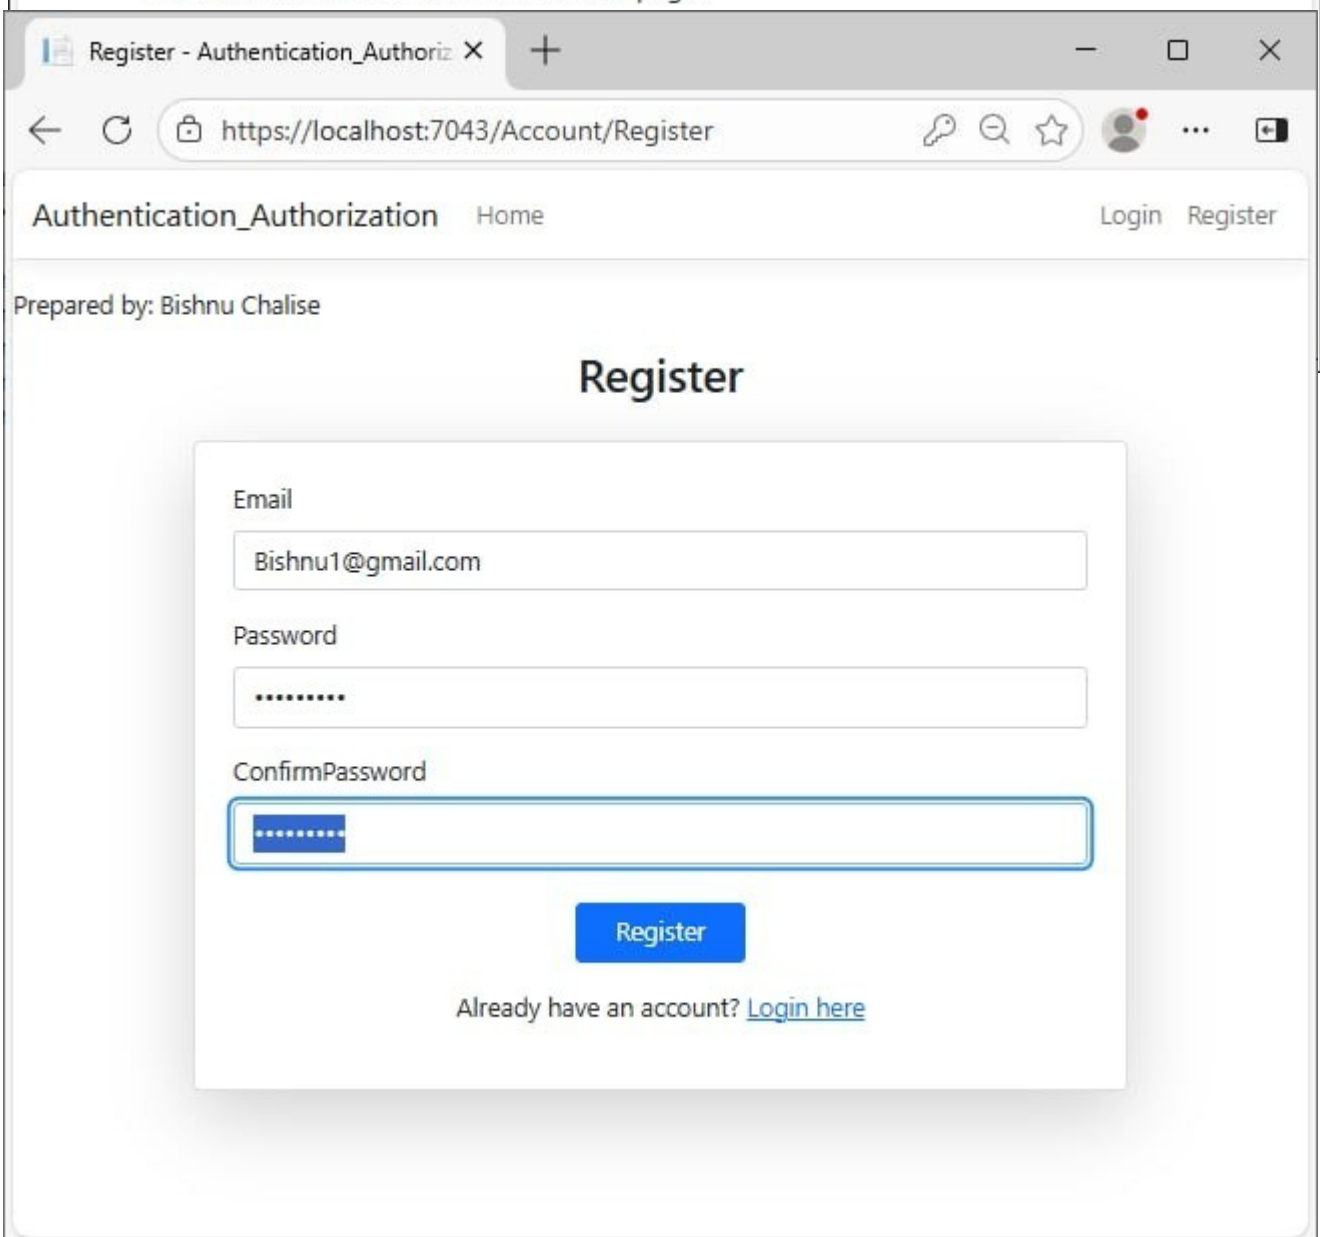 Register - Authentication_Authoriz
https://localhost:7043/Account/Register
Authentication_Authorization Home Login Register
Prepared by: Bishnu Chalise
Register
Email
Bishnu1@gmail.com
Password
•••••••••
ConfirmPassword
•••••••••
Register
Already have an account? Login here